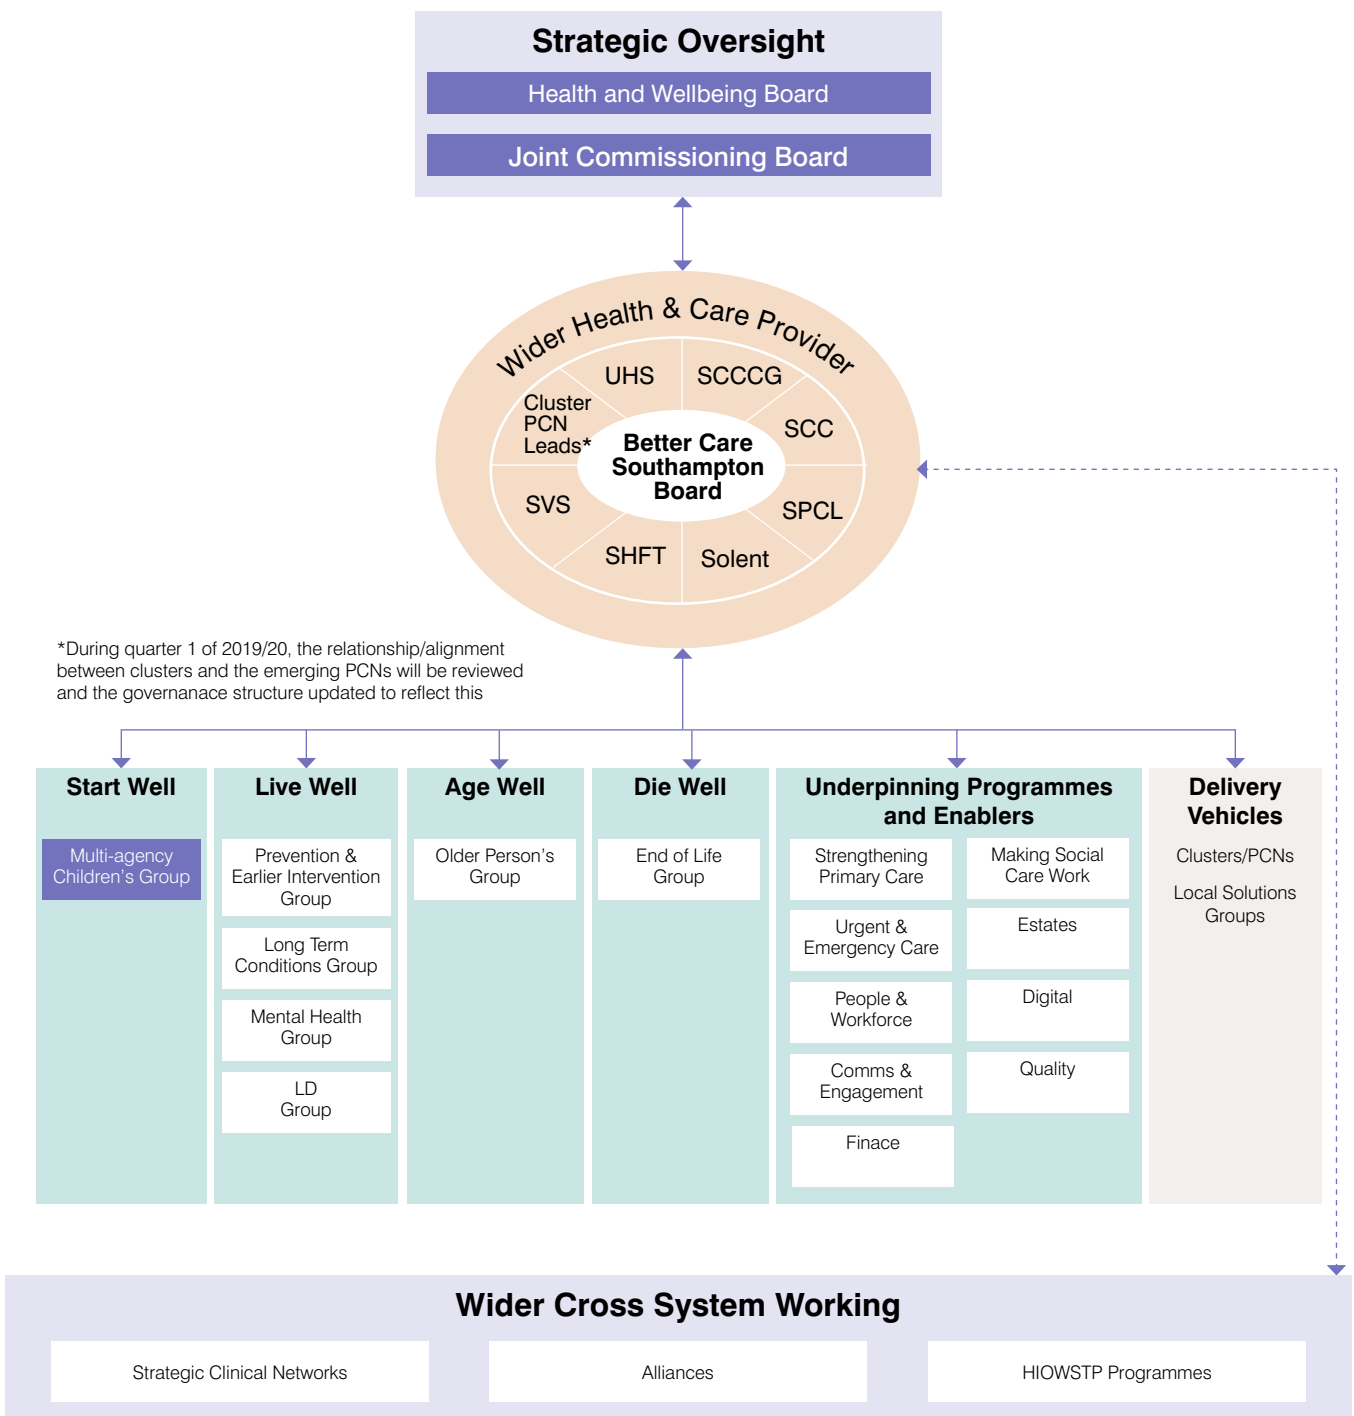 Strategic Oversight
Health and Wellbeing Board
Joint Commissioning Board
Wider Health & Care Provider
UHS
SCCCG
Cluster
PCN
Leads*
SCC
Better Care
Southampton
Board
SVS
SPCL
SHFT
Solent
*During quarter 1 of 2019/20, the relationship/alignment
between clusters and the emerging PCNs will be reviewed
and the governanace structure updated to reflect this
Start Well
Multi-agency
Children's Group
Live Well
Prevention &
Earlier Intervention
Group
Long Term
Conditions Group
Mental Health
Group
LD
Group
Age Well
Older Person's
Group
Die Well
End of Life
Group
Underpinning Programmes
and Enablers
Strengthening
Primary Care
Urgent &
Emergency Care
People &
Workforce
Comms &
Engagement
Finace
Making Social
Care Work
Estates
Digital
Quality
Delivery
Vehicles
Clusters/PCNs
Local Solutions
Groups
Wider Cross System Working
Strategic Clinical Networks
Alliances
HIOWSTP Programmes